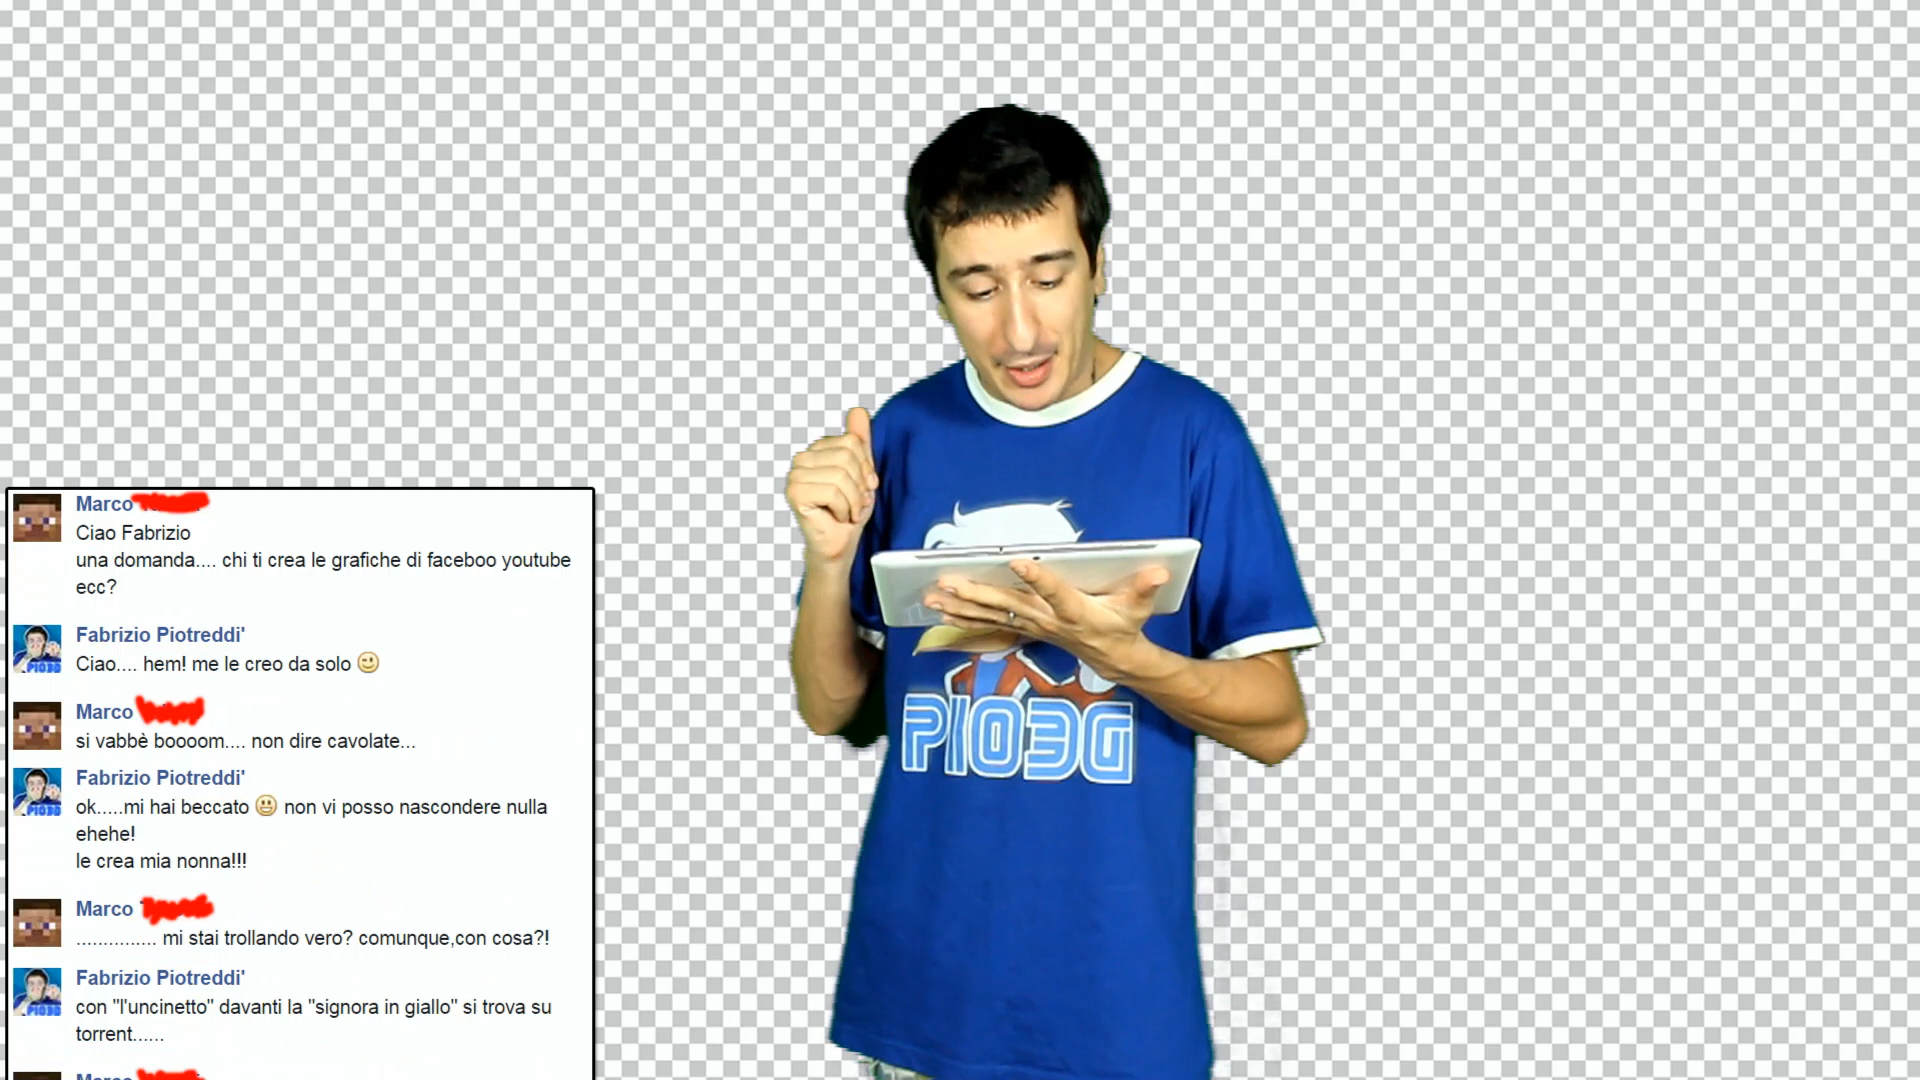 Marco
Ciao Fabrizio
una domanda.... chi ti crea le grafiche di faceboo youtube
ecc?
Fabrizio Piotreddi'
Ciao.... hem! me le creo da solo
Marco
si vabbè boooom.... non dire cavolate...
Fabrizio Piotreddi'
ok.....mi hai beccato non vi posso nascondere nulla
ehehe!
le crea mia nonna!!!
Marco
............... mi stai trollando vero? comunque,con cosa?!
Fabrizio Piotreddi'
con "l'uncinetto" davanti la "signora in giallo" si trova su
torrent......
Marco
PIO3G